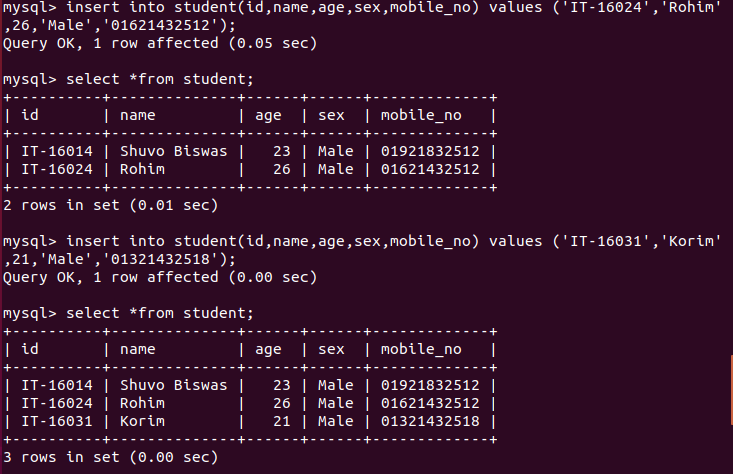 mysql> insert into student(id,name,age,sex,mobile_no) values ('IT-16024','Rohim'
,26,'Male','01621432512');
Query OK, 1 row affected (0.05 sec)
mysql> select *from student;
+----------+--------------+------+------+-------------+
| id       | name         | age  | sex  | mobile_no   |
+----------+--------------+------+------+-------------+
| IT-16014 | Shuvo Biswas |   23 | Male | 01921832512 |
| IT-16024 | Rohim        |   26 | Male | 01621432512 |
+----------+--------------+------+------+-------------+
2 rows in set (0.01 sec)
mysql> insert into student(id,name,age,sex,mobile_no) values ('IT-16031','Korim'
,21,'Male','01321432518');
Query OK, 1 row affected (0.00 sec)
mysql> select *from student;
+----------+--------------+------+------+-------------+
| id       | name         | age  | sex  | mobile_no   |
+----------+--------------+------+------+-------------+
| IT-16014 | Shuvo Biswas |   23 | Male | 01921832512 |
| IT-16024 | Rohim        |   26 | Male | 01621432512 |
| IT-16031 | Korim        |   21 | Male | 01321432518 |
+----------+--------------+------+------+-------------+
3 rows in set (0.00 sec)